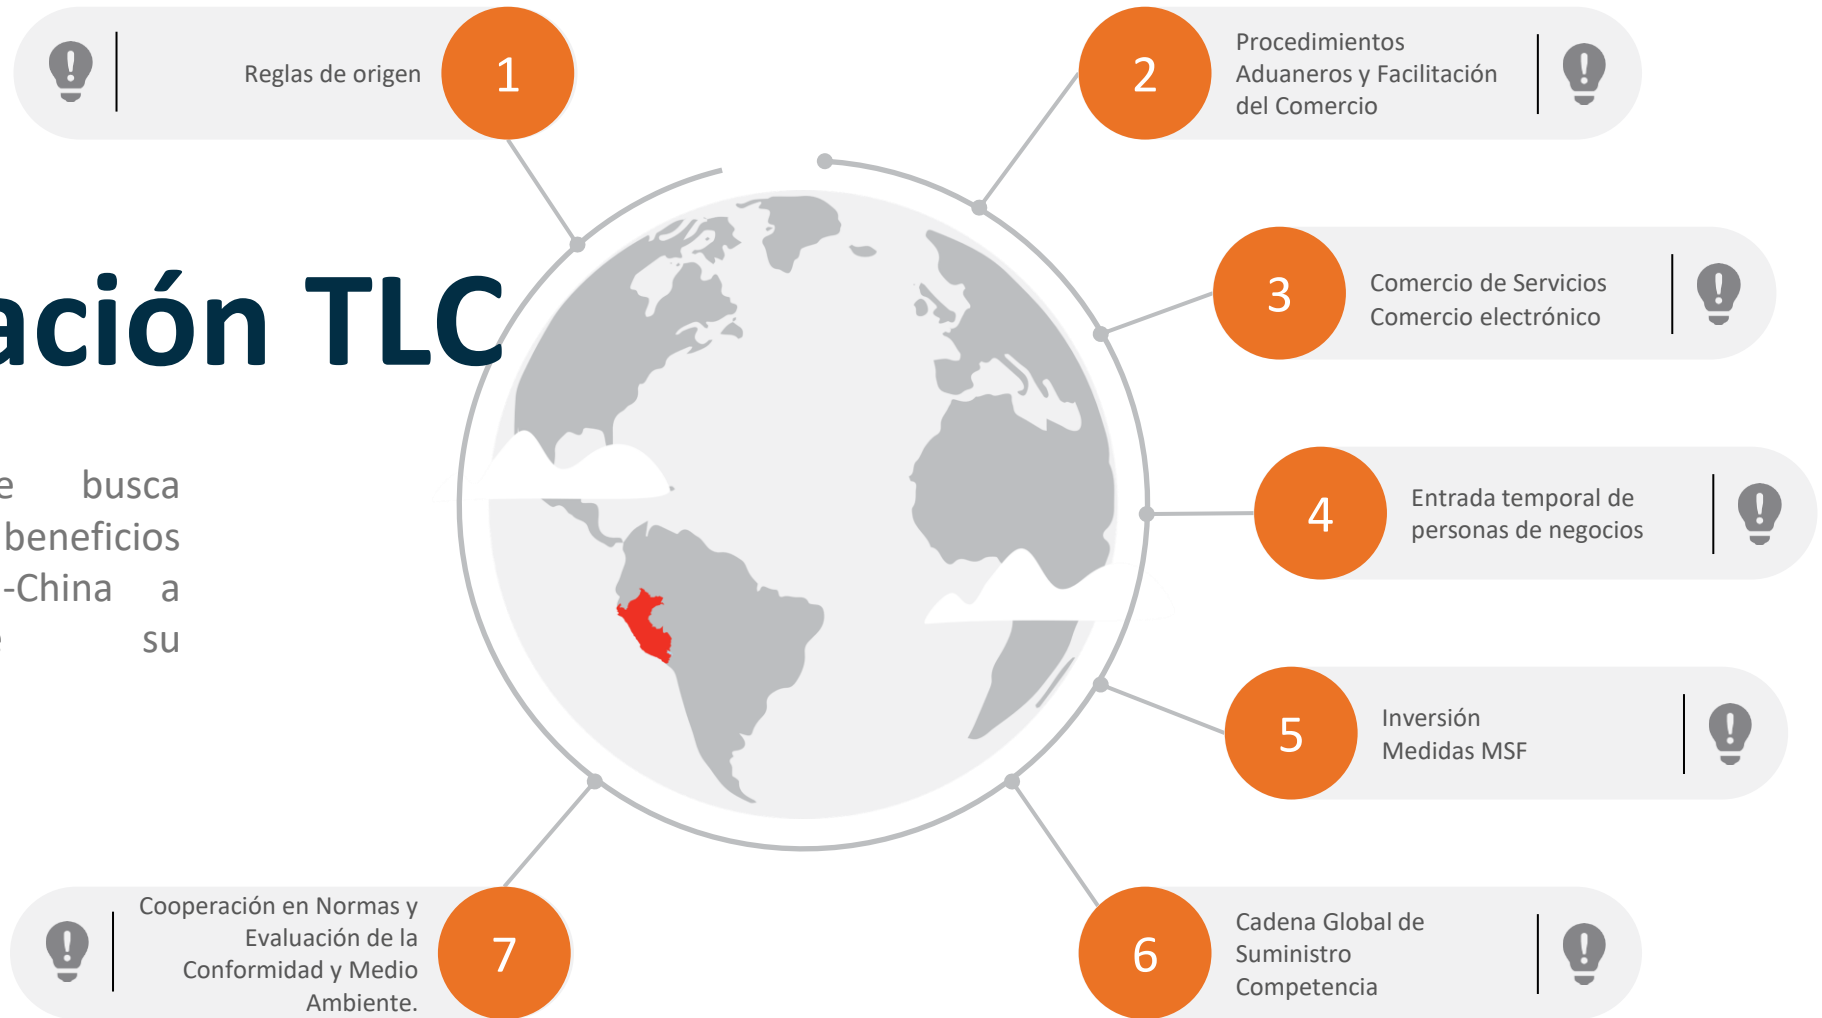 1
Reglas de origen
2
Procedimientos
Aduaneros y Facilitación
del Comercio
ación TLC
busca
beneficios
-China a
su
3
Comercio de Servicios
Comercio electrónico
4
Entrada temporal de
personas de negocios
5
Inversión
Medidas MSF
6
Cadena Global de
Suministro
Competencia
7
Cooperación en Normas y
Evaluación de la
Conformidad y Medio
Ambiente.